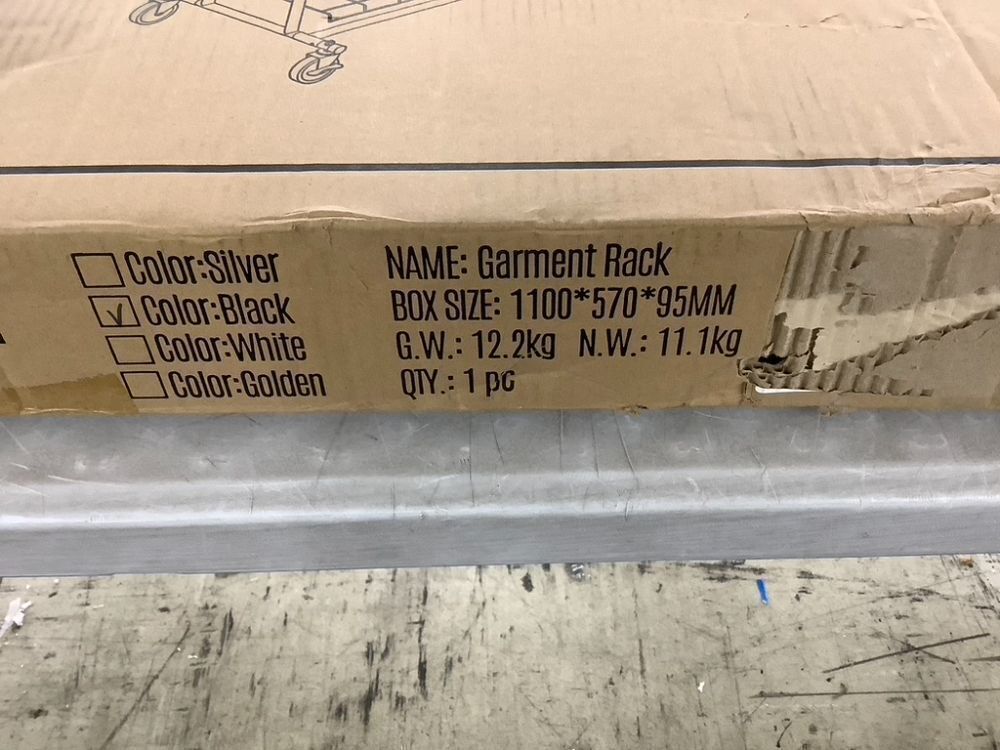 Color:Silver
Color:Black
Color:White
Color:Golden
NAME: Garment Rack
BOX SIZE: 1100*570*95MM
G.W.: 12.2kg N.W.: 11.1kg
QTY.: 1 pc